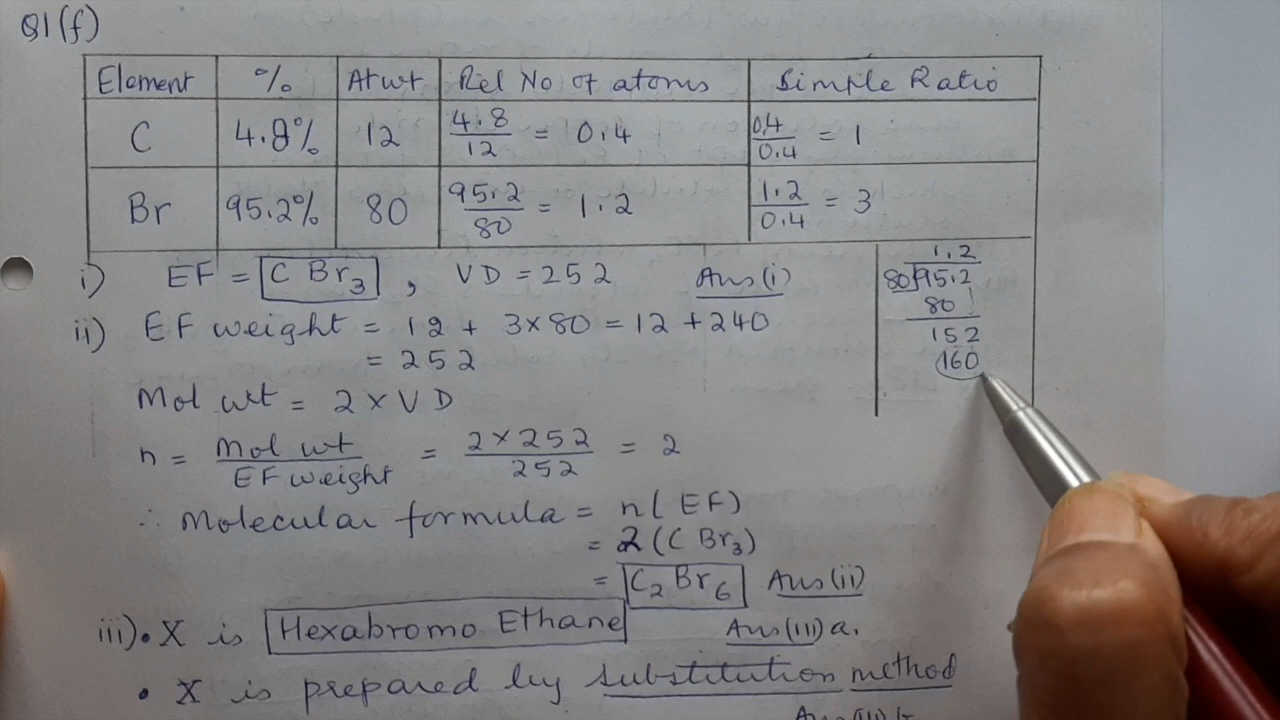 Q1(f)
Element % At wt Rel No of atoms Simple Ratio
C 4.8% 12 4.8/12 = 0.4 0.4/0.4 = 1
Br 95.2% 80 95.2/80 = 1.2 1.2/0.4 = 3
i) EF = C Br₃ , VD = 252 Ans(i)
1.2
80)95.2
80
152
160
ii) EF weight = 12 + 3×80 = 12 + 240
= 252
Mol wt = 2 × VD
n = Mol wt/EF weight = 2×252/252 = 2
∴ Molecular formula = n(EF)
= 2(C Br₃)
= C₂ Br₆ Ans(ii)
iii) • X is Hexabromo Ethane Ans(III) a.
• X is prepared by substitution method